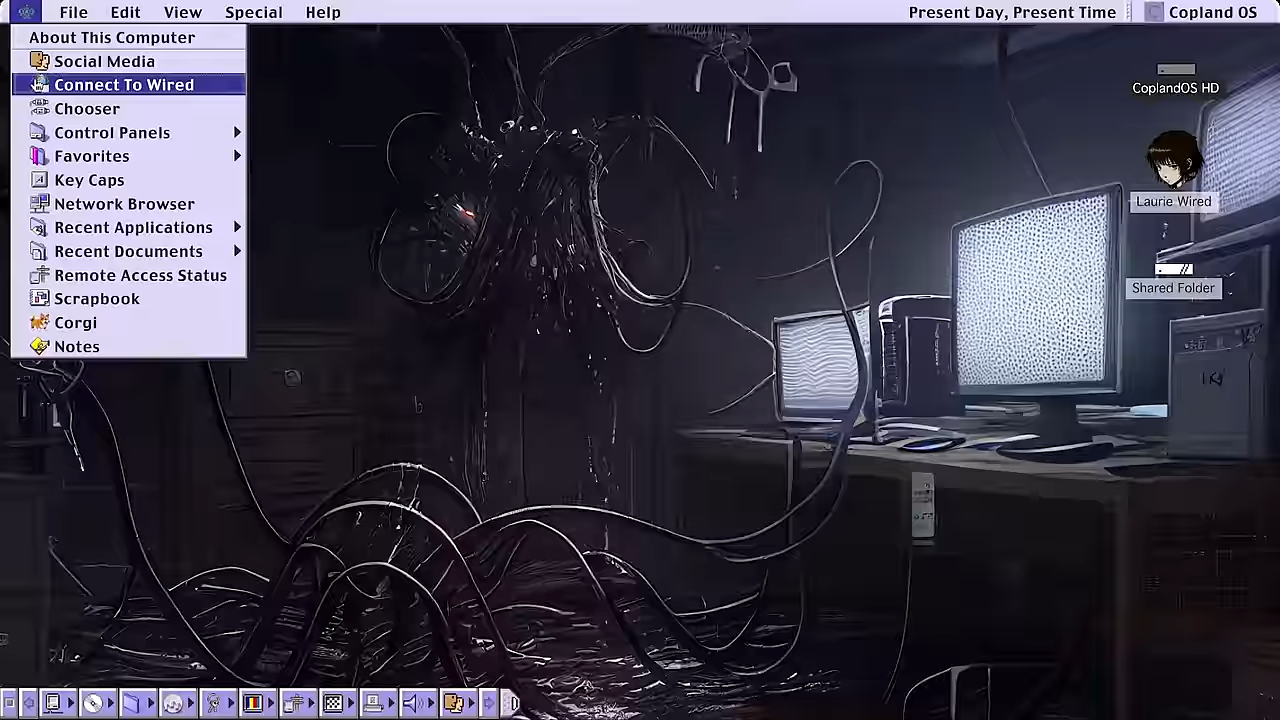 File Edit View Special Help Present Day, Present Time Copland OS
About This Computer
Social Media
Connect To Wired
Chooser
Control Panels
Favorites
Key Caps
Network Browser
Recent Applications
Recent Documents
Remote Access Status
Scrapbook
Corgi
Notes
CoplandOS HD
Laurie Wired
Shared Folder